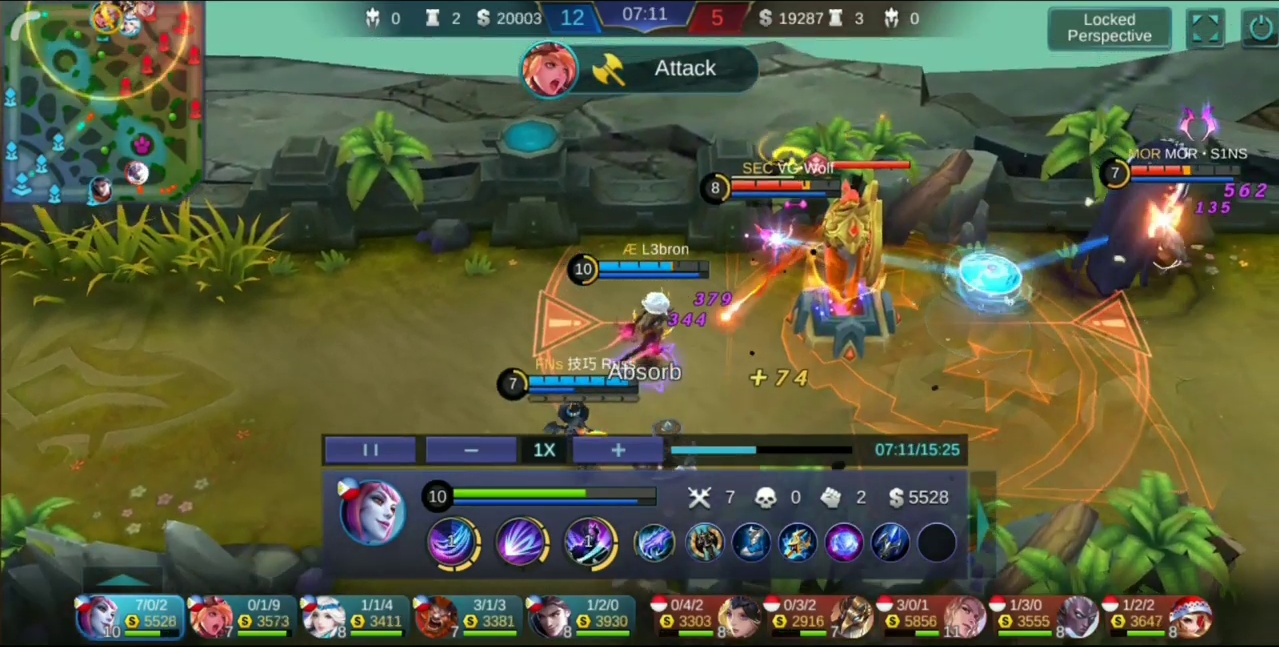 0 2 $ 20003 12 07:11 5 $ 19287 3 0
Locked
Perspective
Attack
MOR MOR • S1NS
7
562
135
SEC VG Wolf
8
Æ L3bron
10
379
344
技巧
7
Absorb
+74
1X
07:11/15:25
10 7 0 2 $ 5528
1 1
7/0/2 0/1/9 1/1/4 3/1/3 1/2/0 0/4/2 0/3/2 3/0/1 1/3/0 1/2/2
5528 3573 3411 3381 3930 3303 2916 5856 3555 3647
10 7 8 7 8 8 7 11 8 8